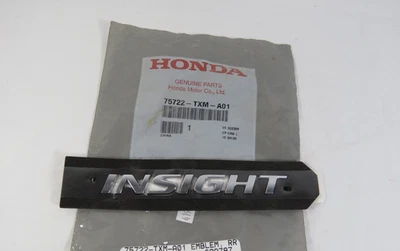 HONDA
GENUINE PARTS
Honda Motor Co., Ltd.
75722-TXM-A01
1
INSIGHT
75722-TXM-A01 EMBLEM, RR